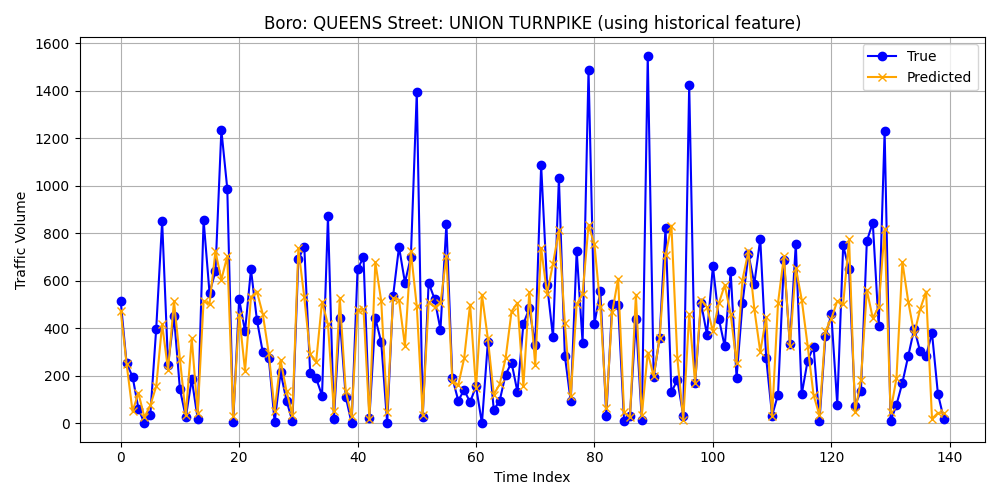 Boro: QUEENS Street: UNION TURNPIKE (using historical feature)
True
Predicted
Traffic Volume
1600
1400
1200
1000
800
600
400
200
0
0 20 40 60 80 100 120 140
Time Index